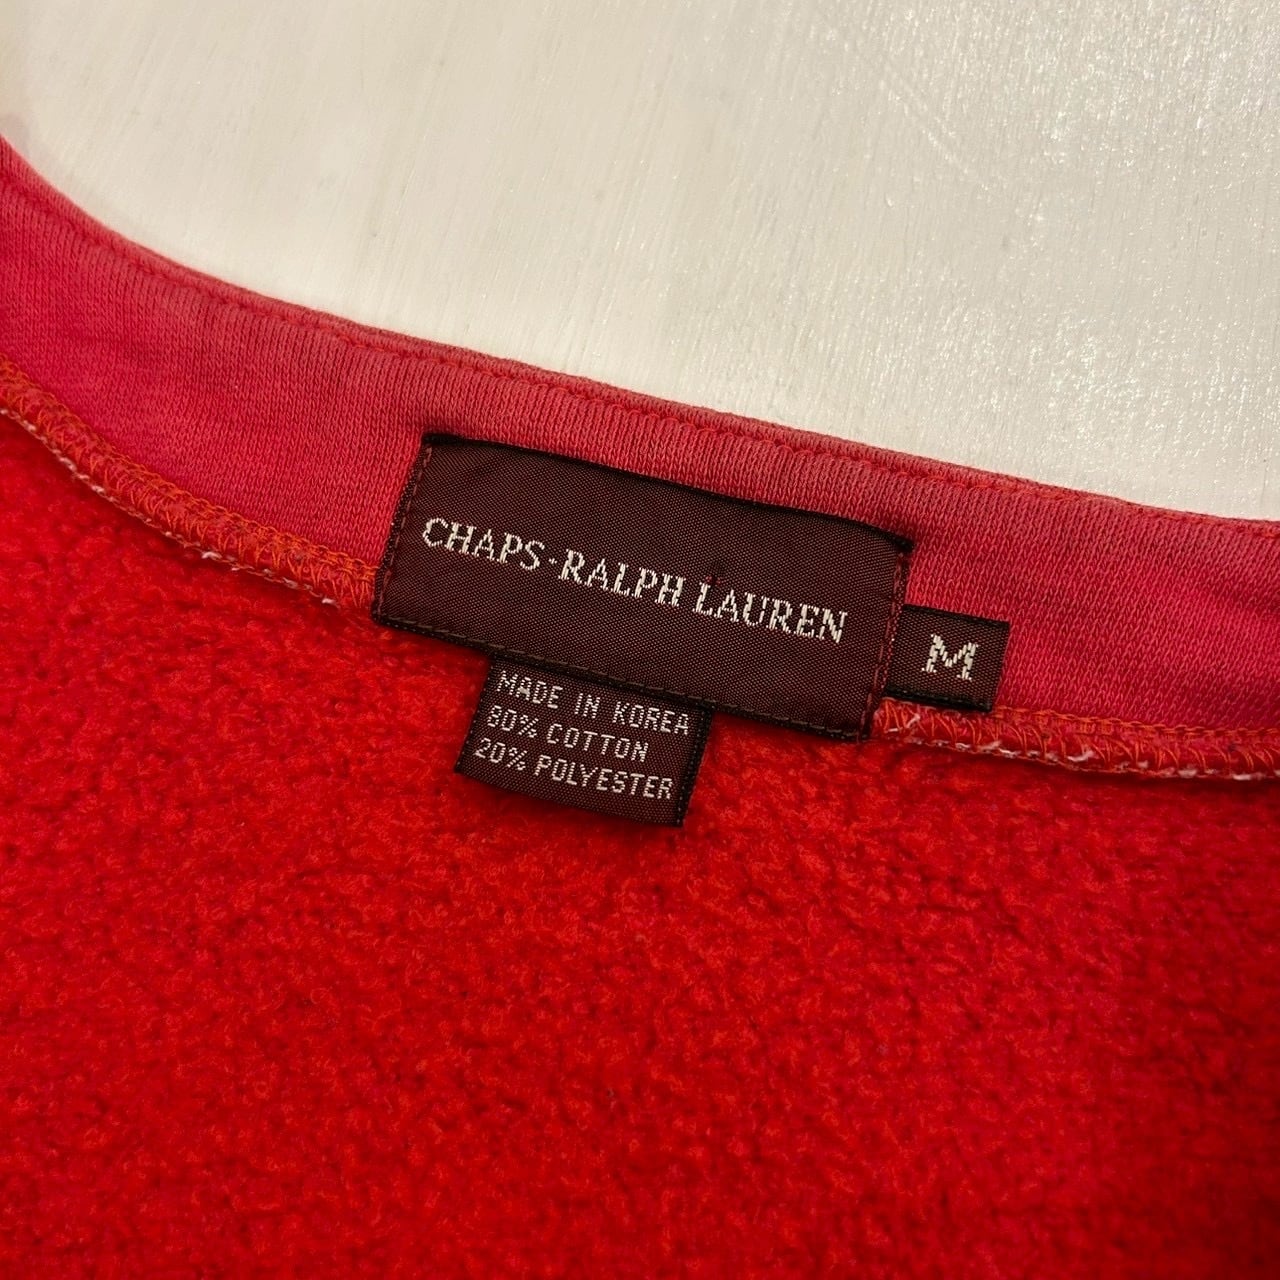 CHAPS·RALPH LAUREN
M
MADE IN KOREA
80% COTTON
20% POLYESTER